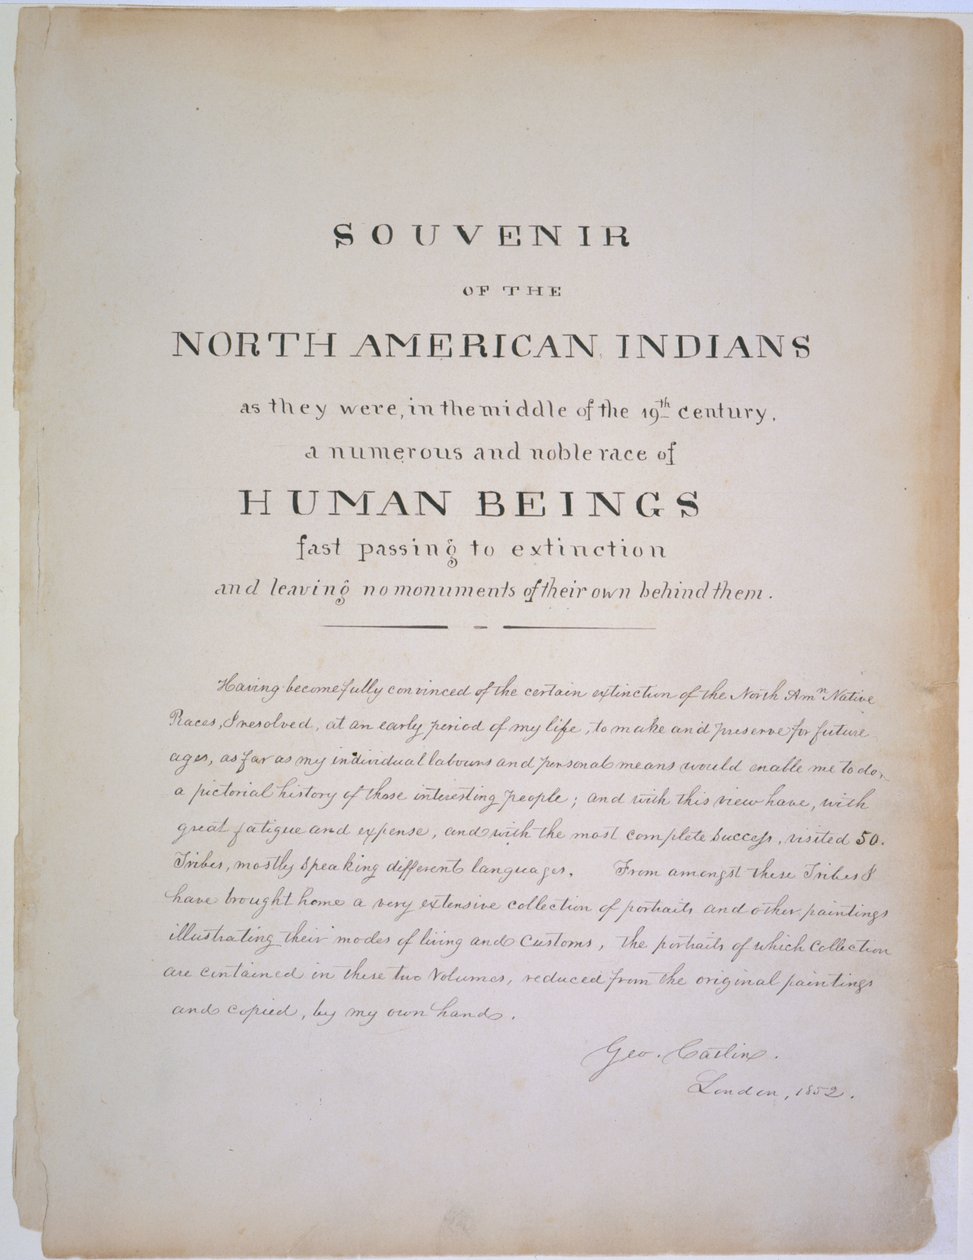 SOUVENIR
OF THE
NORTH AMERICAN INDIANS
as they were, in the middle of the 19th century,
a numerous and noble race of
HUMAN BEINGS
fast passing to extinction
and leaving no monuments of their own behind them.
Having become fully convinced of the certain extinction of the North Amn Native
Races, I resolved, at an early period of my life, to make and preserve for future
ages, as far as my individual labours and personal means would enable me to do,
a pictorial history of those interesting people; and with this view have, with
great fatigue and expense, and with the most complete success, visited 50.
Tribes, mostly speaking different languages. From amongst these Tribes I
have brought home a very extensive collection of portraits and other paintings
illustrating their modes of living and Customs, the portraits of which Collection
are contained in these two Volumes, reduced from the original paintings
and copied, by my own hand.
Geo. Catlin.
London, 1852.